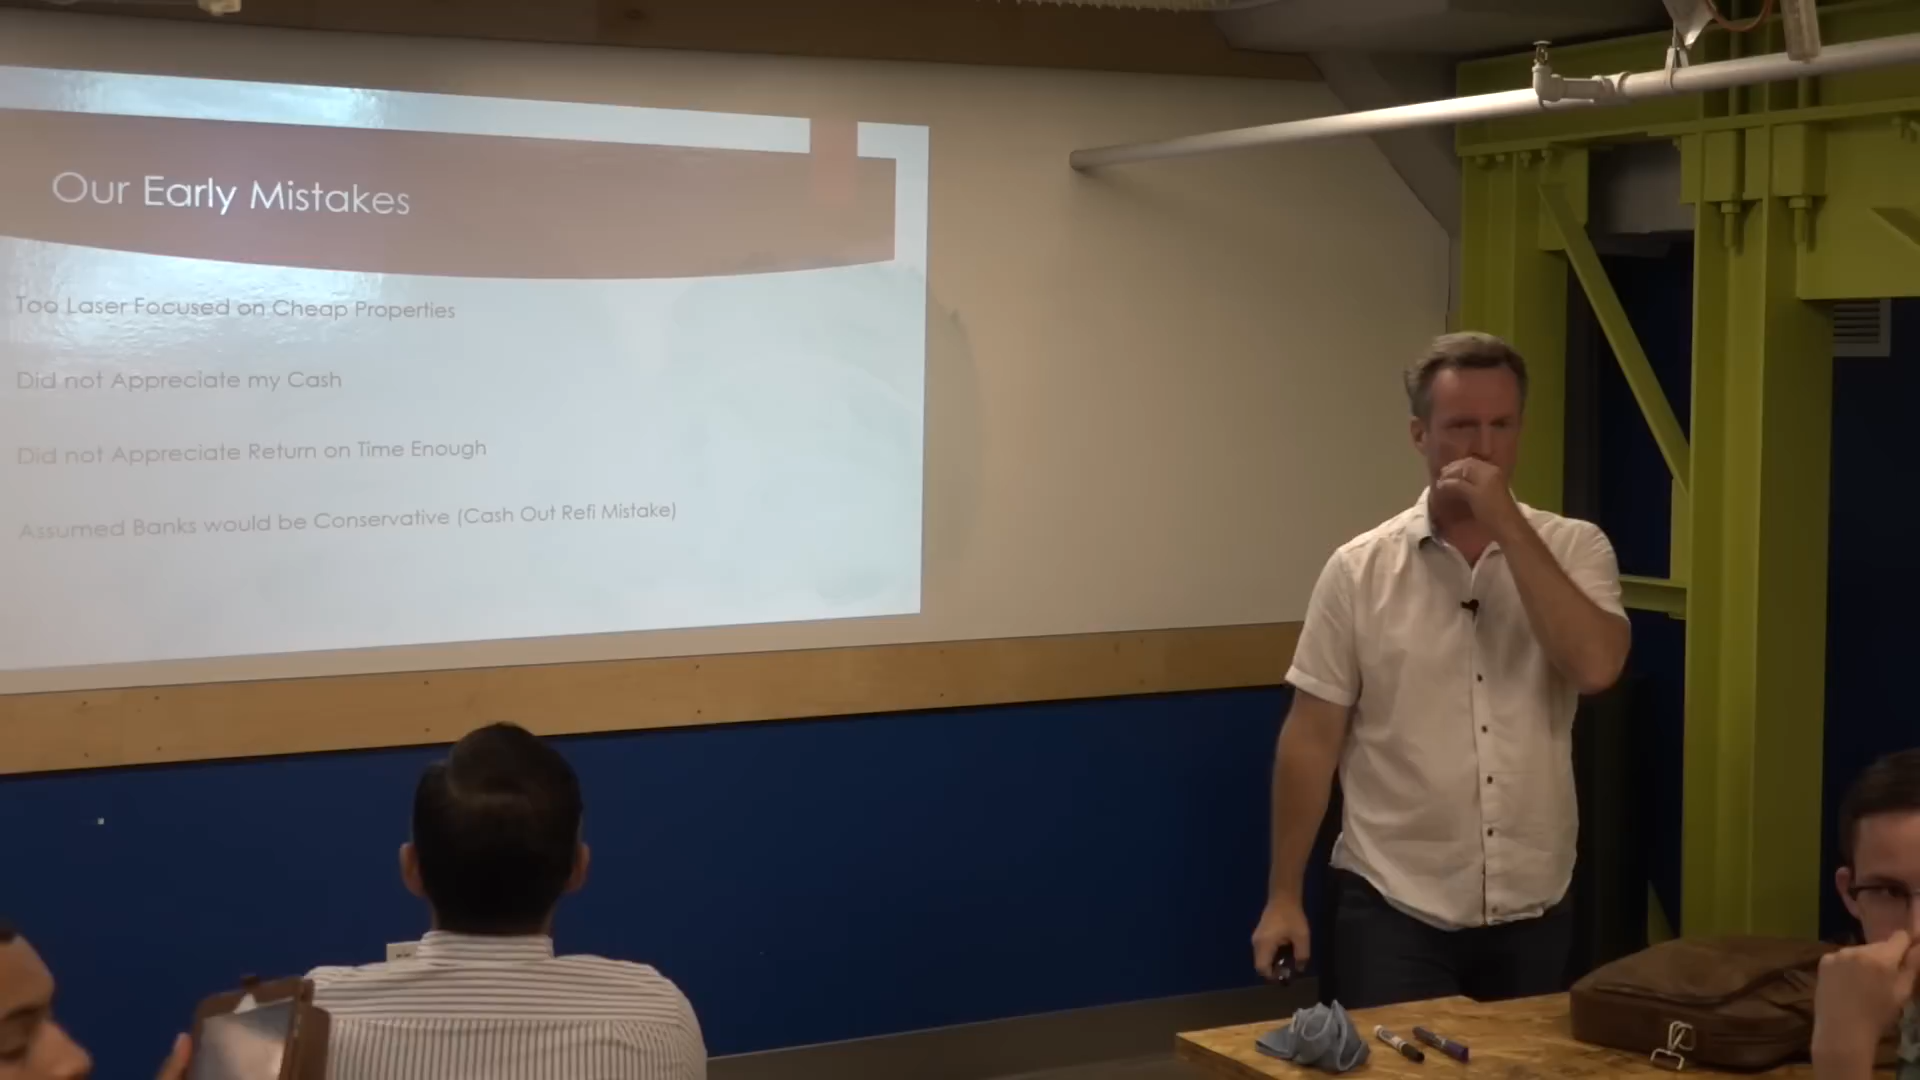 Our Early Mistakes
Too Laser Focused on Cheap Properties
Did not Appreciate my Cash
Did not Appreciate Return on Time Enough
Assumed Banks would be Conservative (Cash Out Refi Mistake)